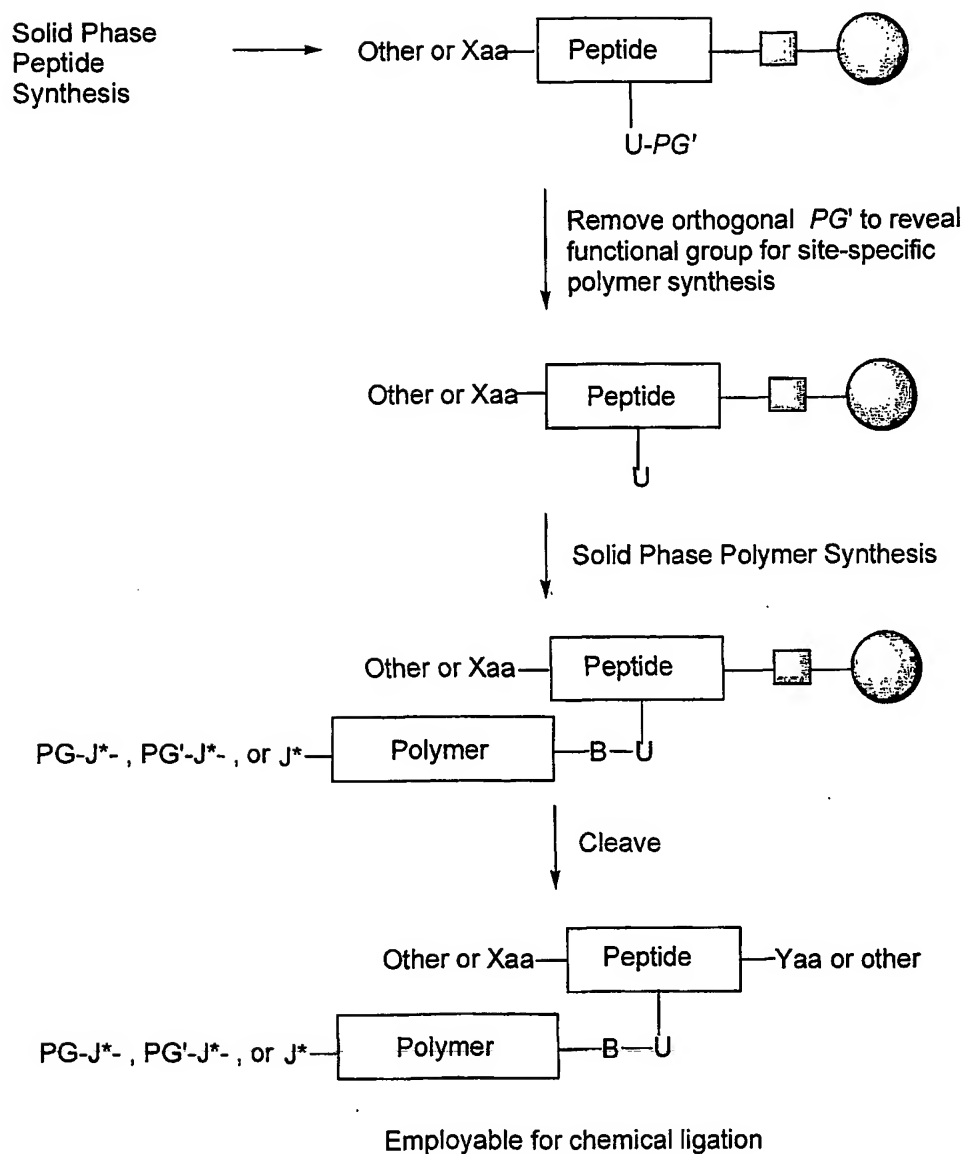 Solid Phase
Peptide
Synthesis
Other or Xaa
Peptide
U-PG'
Remove orthogonal PG' to reveal
functional group for site-specific
polymer synthesis
Other or Xaa
Peptide
U
Solid Phase Polymer Synthesis
Other or Xaa
Peptide
PG-J*- , PG'-J*- , or J*
Polymer
B
U
Cleave
Other or Xaa
Peptide
Yaa or other
PG-J*- , PG'-J*- , or J*
Polymer
B
U
Employable for chemical ligation